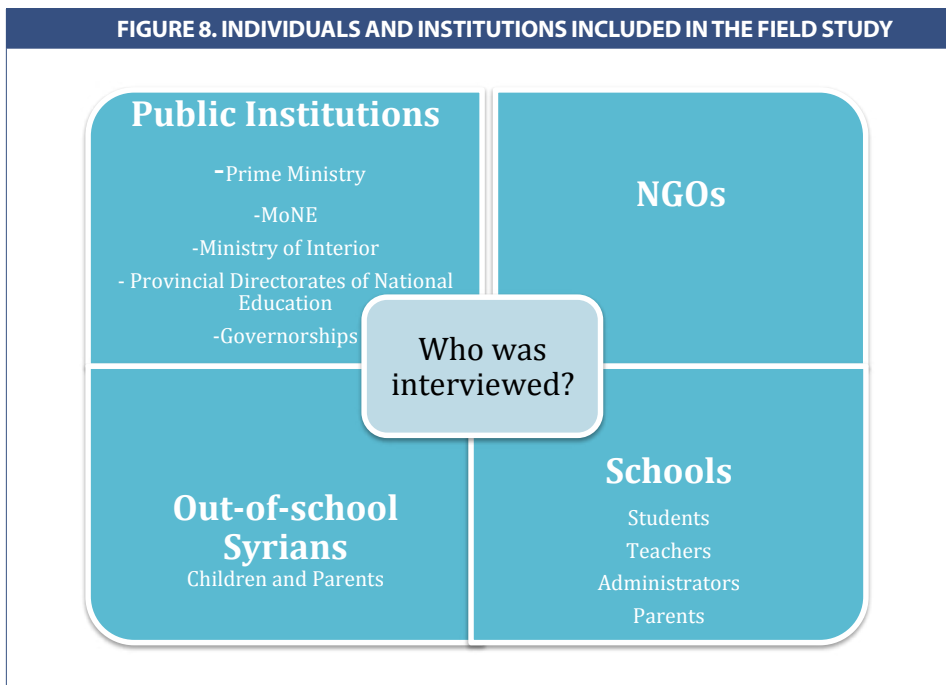 FIGURE 8. INDIVIDUALS AND INSTITUTIONS INCLUDED IN THE FIELD STUDY
Public Institutions
-Prime Ministry
-MoNE
-Ministry of Interior
- Provincial Directorates of National
Education
-Governorships
NGOs
Who was
interviewed?
Out-of-school
Syrians
Children and Parents
Schools
Students
Teachers
Administrators
Parents